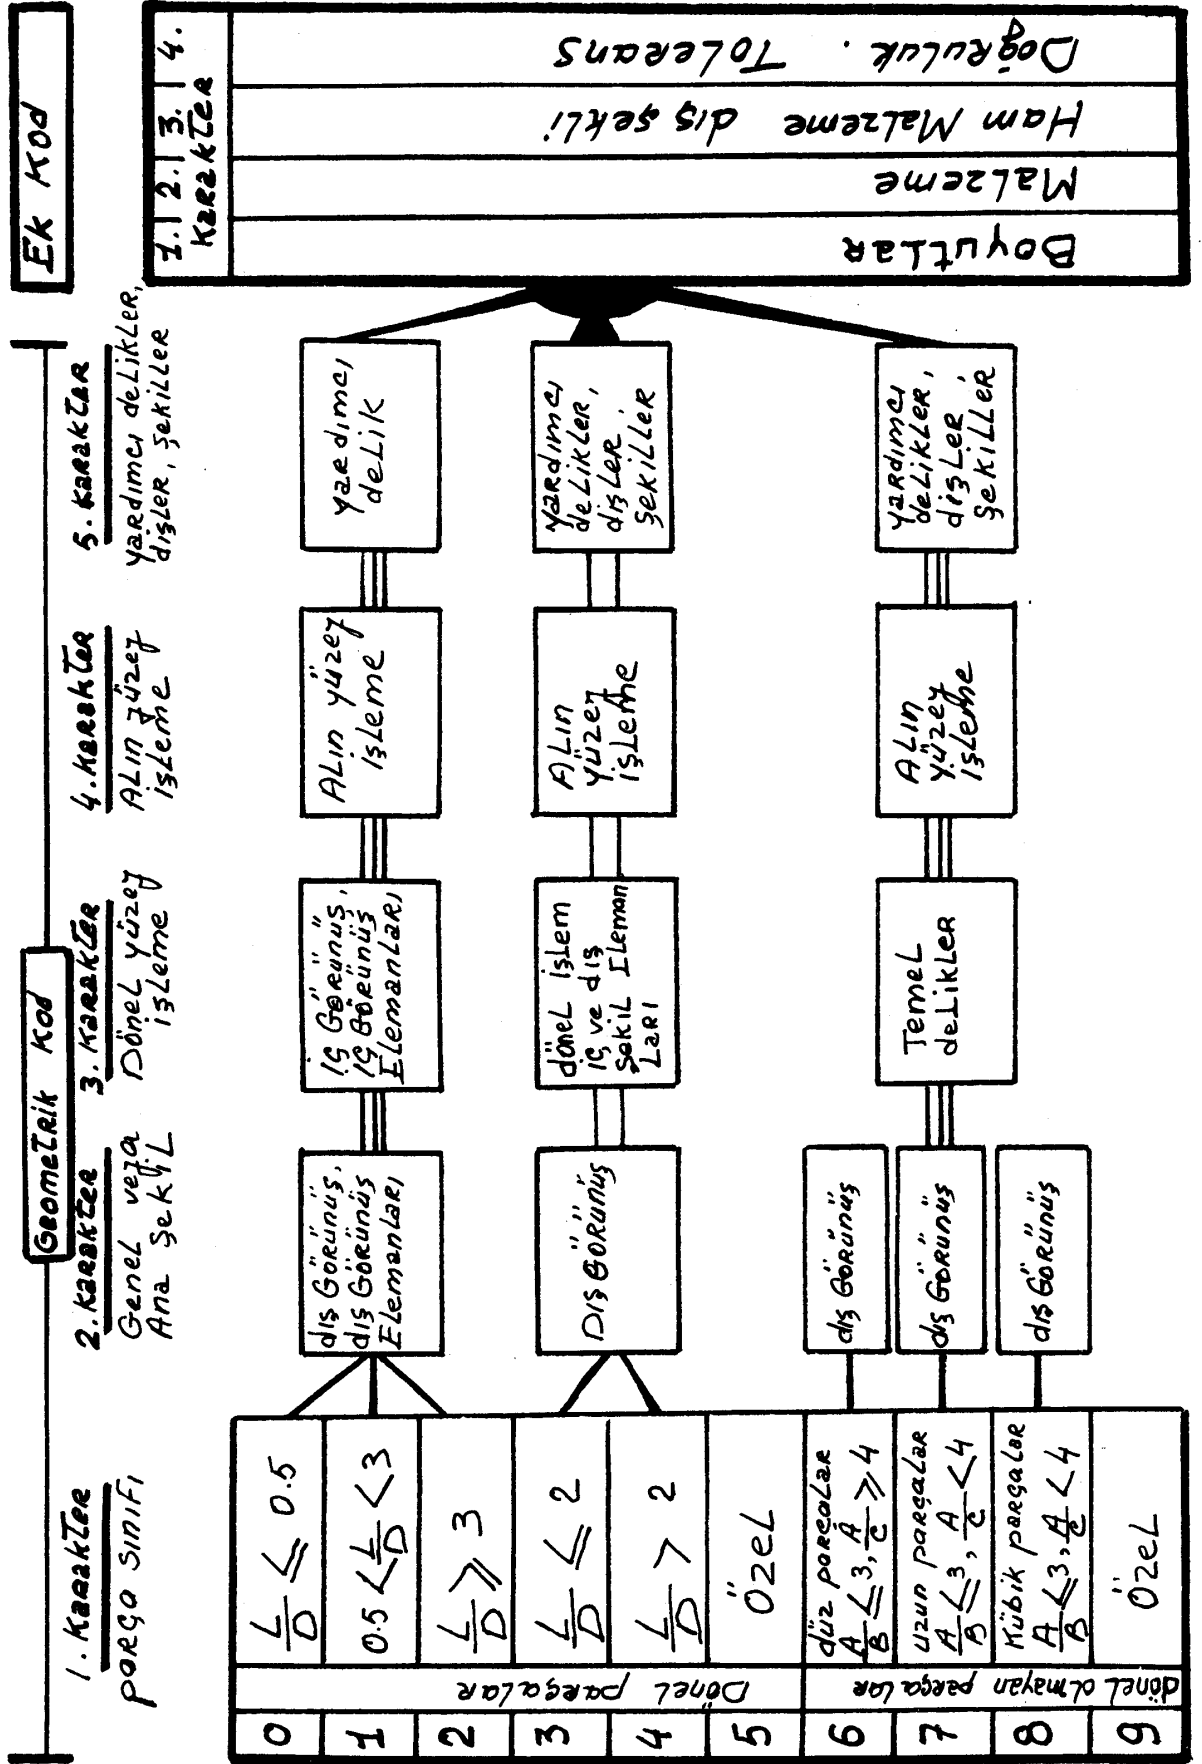 Geometrik Kod
Ek Kod
1. Karakter
parça sınıfı
2. Karakter
Genel veya
Ana Şekil
3. Karakter
Dönel yüzey
işleme
4. Karakter
Alın yüzey
işleme
5. Karakter
yardımcı delikler,
dişler, şekiller
1. | 2. | 3. | 4.
Karakter
0
1
2
3
4
5
6
7
8
9
Dönel parçalar
dönel olmayan parçalar
L/D ≤ 0.5
0.5 < L/D < 3
L/D ≥ 3
L/D ≤ 2
L/D > 2
Özel
düz parçalar
A/B ≤ 3, A/C ≥ 4
uzun parçalar
A/B ≤ 3, A/C < 4
Kübik parçalar
A/B ≤ 3, A/C < 4
Özel
dış Görünüş,
dış Görünüş
Elemanları
iç Görünüş,
iç Görünüş
Elemanları
Alın yüzey
işleme
yardımcı
delik
Dış Görünüş
dönel işlem
iç ve dış
Şekil Eleman
ları
Alın
yüzey
işleme
yardımcı
delikler,
dişler,
şekiller
dış Görünüş
dış Görünüş
dış Görünüş
Temel
delikler
Alın
yüzey
işleme
yardımcı
delikler,
dişler,
şekiller
Boyutlar
Malzeme
Ham Malzeme dış şekli
Doğruluk. Tolerans